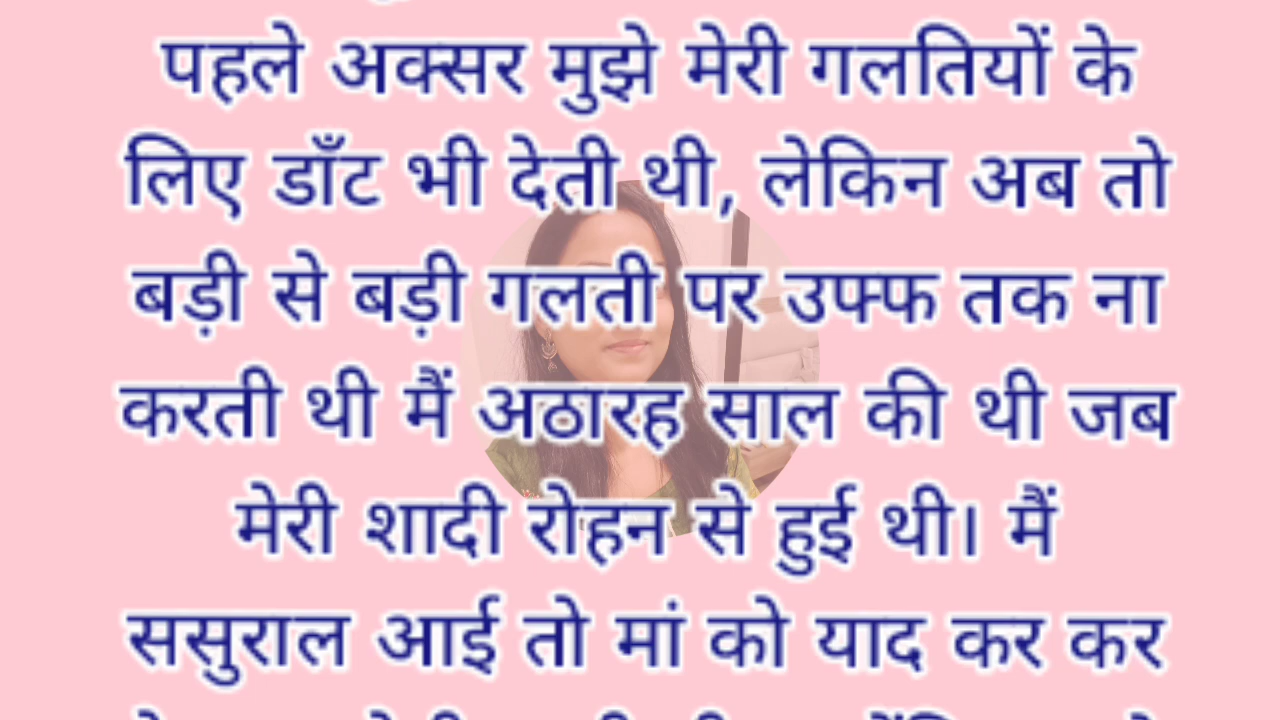 पहले अक्सर मुझे मेरी गलतियों के
लिए डाँट भी देती थी, लेकिन अब तो
बड़ी से बड़ी गलती पर उफ्फ तक ना
करती थी मैं अठारह साल की थी जब
मेरी शादी रोहन से हुई थी। मैं
ससुराल आई तो मां को याद कर कर